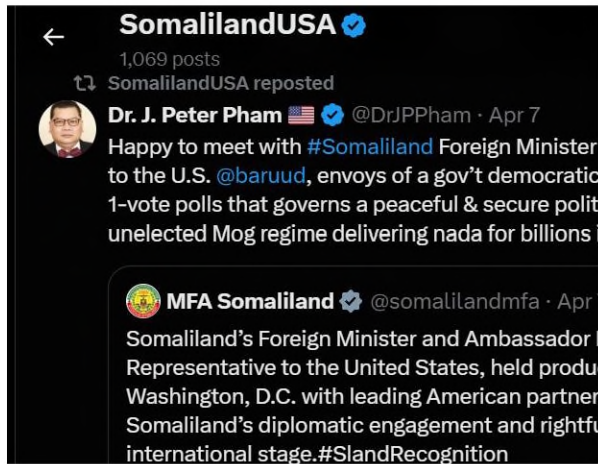 SomalilandUSA
1,069 posts
SomalilandUSA reposted
Dr. J. Peter Pham 🇺🇸 @DrJPPham · Apr 7
Happy to meet with #Somaliland Foreign Minister
to the U.S. @baruud, envoys of a gov't democratic
1-vote polls that governs a peaceful & secure polit
unelected Mog regime delivering nada for billions i
MFA Somaliland @somalilandmfa · Apr
Somaliland's Foreign Minister and Ambassador
Representative to the United States, held produ
Washington, D.C. with leading American partner
Somaliland's diplomatic engagement and rightfu
international stage.#SlandRecognition